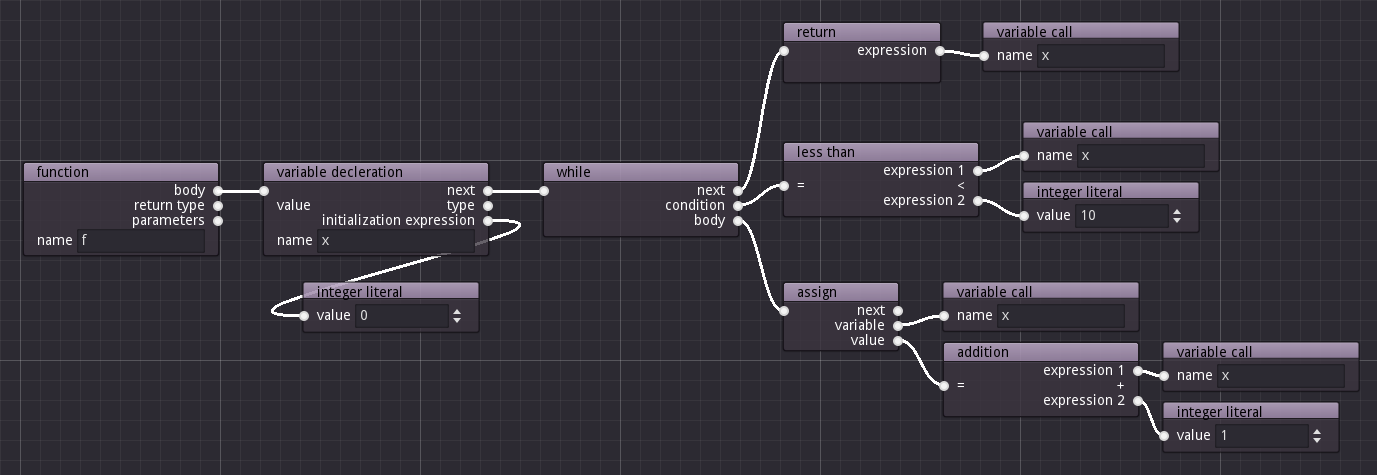 function
body
return type
parameters
name f
variable decleration
next
value type
initialization expression
name x
integer literal
value 0
while
next
condition
body
return
expression
variable call
name x
less than
expression 1
= <
expression 2
variable call
name x
integer literal
value 10
assign
next
variable
value
variable call
name x
addition
expression 1
= +
expression 2
variable call
name x
integer literal
value 1